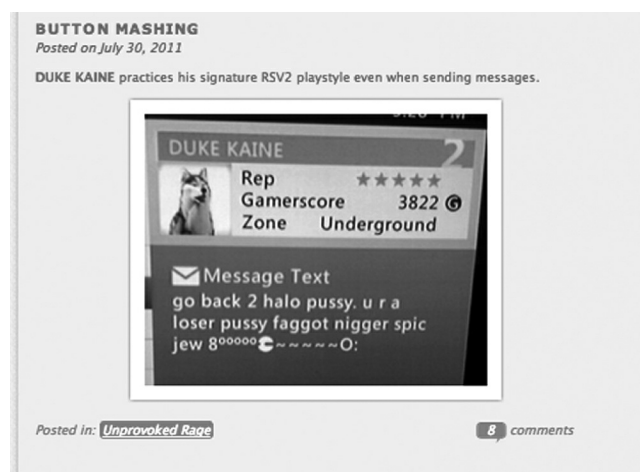 BUTTON MASHING
Posted on July 30, 2011
DUKE KAINE practices his signature RSV2 playstyle even when sending messages.
DUKE KAINE
2
Rep ★★★★★
Gamerscore 3822 G
Zone Underground
Message Text
go back 2 halo pussy. u r a
loser pussy faggot nigger spic
jew 8ººººº~~~~~O:
Posted in: Unprovoked Rage
8 comments